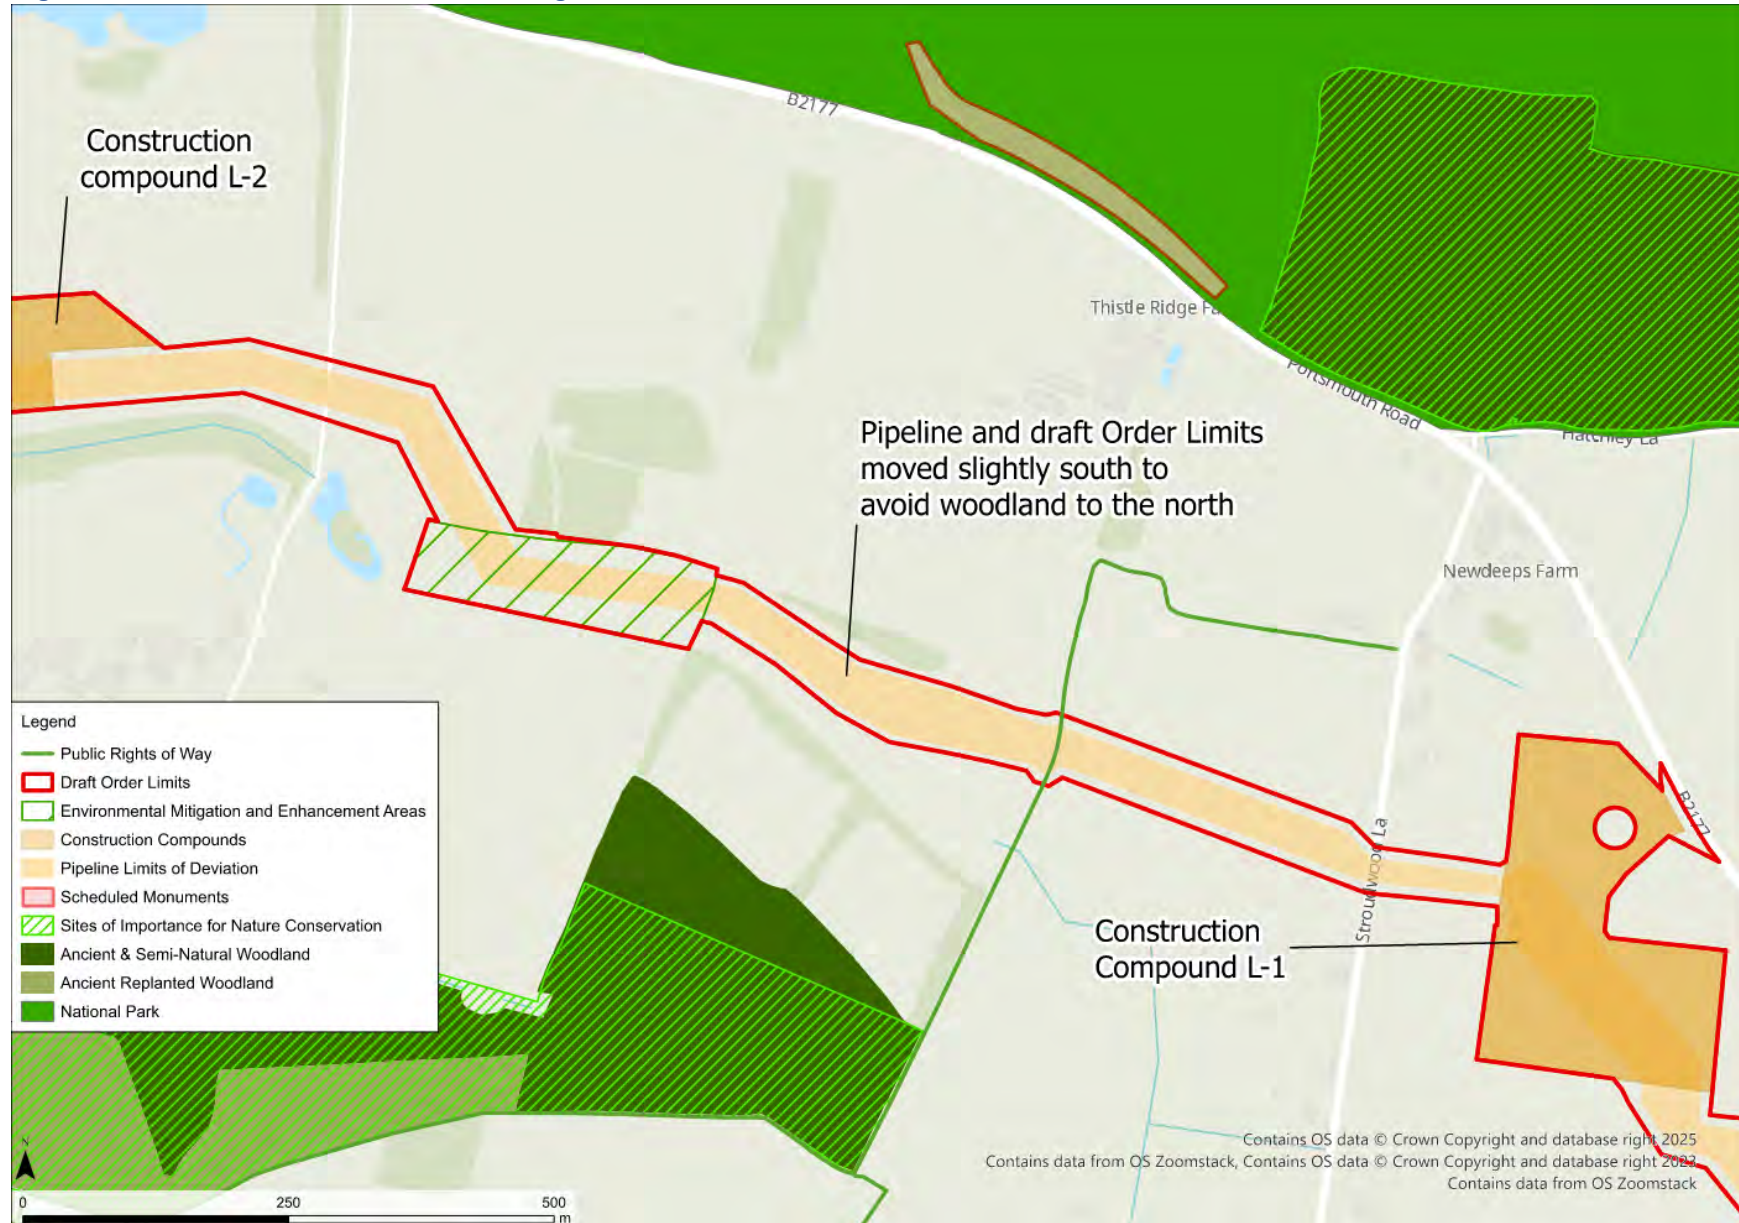 B2177
Construction
compound L-2
Thistle Ridge Fa
Portsmouth Road
Hatchley La
Pipeline and draft Order Limits
moved slightly south to
avoid woodland to the north
Newdeeps Farm
Legend
Public Rights of Way
Draft Order Limits
Environmental Mitigation and Enhancement Areas
Construction Compounds
Pipeline Limits of Deviation
Scheduled Monuments
Sites of Importance for Nature Conservation
Ancient & Semi-Natural Woodland
Ancient Replanted Woodland
National Park
B2177
Stroudwood La
Construction
Compound L-1
Contains OS data © Crown Copyright and database right 2025
Contains data from OS Zoomstack, Contains OS data © Crown Copyright and database right 2023
Contains data from OS Zoomstack
N
0 250 500
m